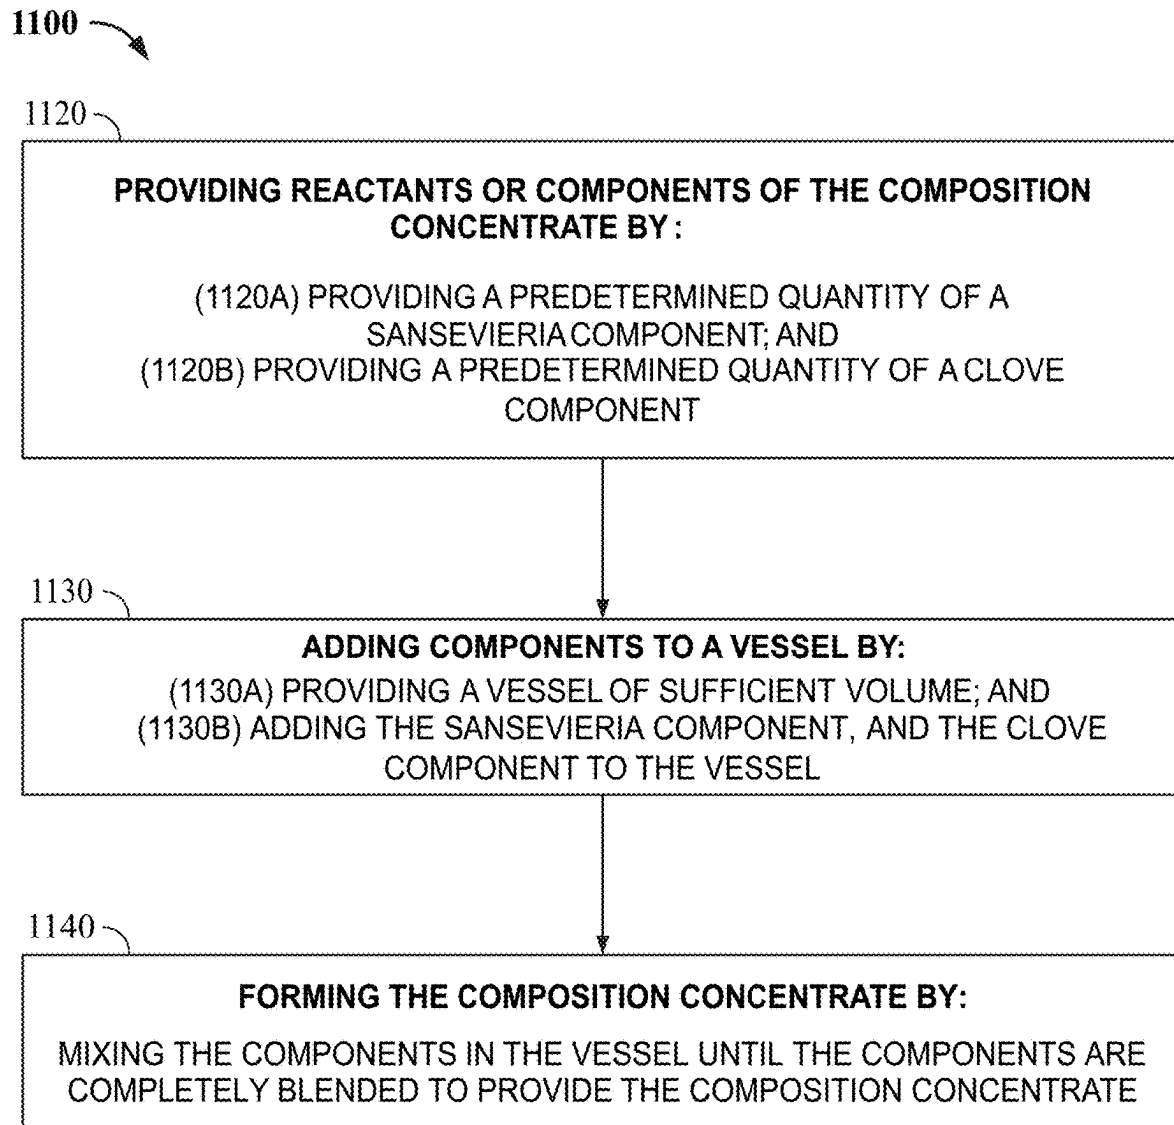 1100
1120
PROVIDING REACTANTS OR COMPONENTS OF THE COMPOSITION
CONCENTRATE BY :
(1120A) PROVIDING A PREDETERMINED QUANTITY OF A
SANSEVIERIA COMPONENT; AND
(1120B) PROVIDING A PREDETERMINED QUANTITY OF A CLOVE
COMPONENT
1130
ADDING COMPONENTS TO A VESSEL BY:
(1130A) PROVIDING A VESSEL OF SUFFICIENT VOLUME; AND
(1130B) ADDING THE SANSEVIERIA COMPONENT, AND THE CLOVE
COMPONENT TO THE VESSEL
1140
FORMING THE COMPOSITION CONCENTRATE BY:
MIXING THE COMPONENTS IN THE VESSEL UNTIL THE COMPONENTS ARE
COMPLETELY BLENDED TO PROVIDE THE COMPOSITION CONCENTRATE